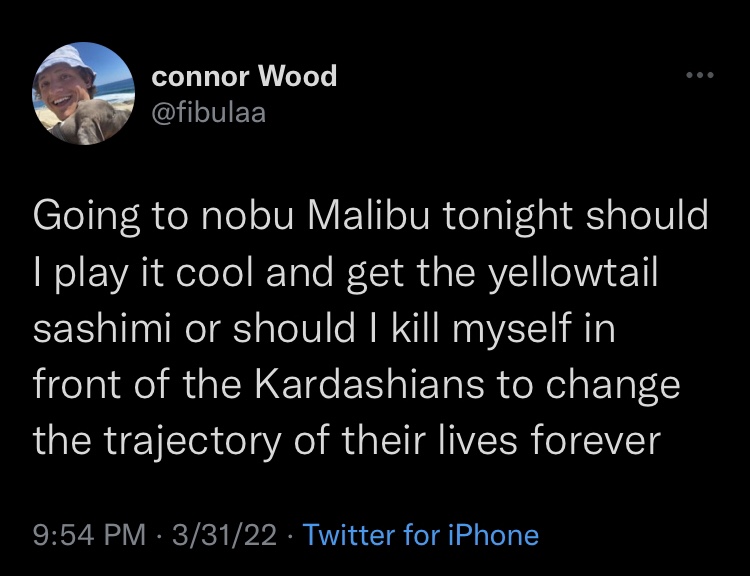 connor Wood
@fibulaa
Going to nobu Malibu tonight should
I play it cool and get the yellowtail
sashimi or should I kill myself in
front of the Kardashians to change
the trajectory of their lives forever
9:54 PM · 3/31/22 · Twitter for iPhone